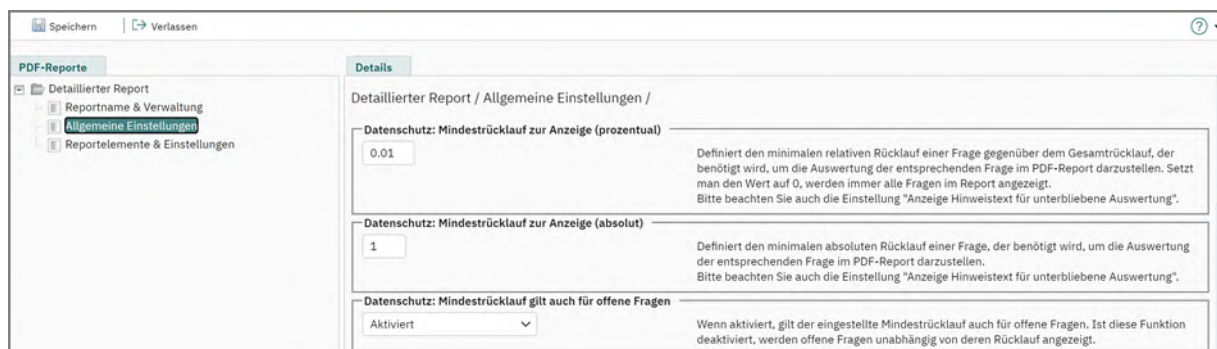 Speichern
Verlassen
PDF-Reporte
Detaillierter Report
Reportname & Verwaltung
Allgemeine Einstellungen
Reportelemente & Einstellungen
Details
Detaillierter Report / Allgemeine Einstellungen /
Datenschutz: Mindestrücklauf zur Anzeige (prozentual)
0.01
Definiert den minimalen relativen Rücklauf einer Frage gegenüber dem Gesamtrücklauf, der
benötigt wird, um die Auswertung der entsprechenden Frage im PDF-Report darzustellen. Setzt
man den Wert auf 0, werden immer alle Fragen im Report angezeigt.
Bitte beachten Sie auch die Einstellung "Anzeige Hinweistext für unterbliebene Auswertung".
Datenschutz: Mindestrücklauf zur Anzeige (absolut)
1
Definiert den minimalen absoluten Rücklauf einer Frage, der benötigt wird, um die Auswertung
der entsprechenden Frage im PDF-Report darzustellen.
Bitte beachten Sie auch die Einstellung "Anzeige Hinweistext für unterbliebene Auswertung".
Datenschutz: Mindestrücklauf gilt auch für offene Fragen
Aktiviert
Wenn aktiviert, gilt der eingestellte Mindestrücklauf auch für offene Fragen. Ist diese Funktion
deaktiviert, werden offene Fragen unabhängig von deren Rücklauf angezeigt.